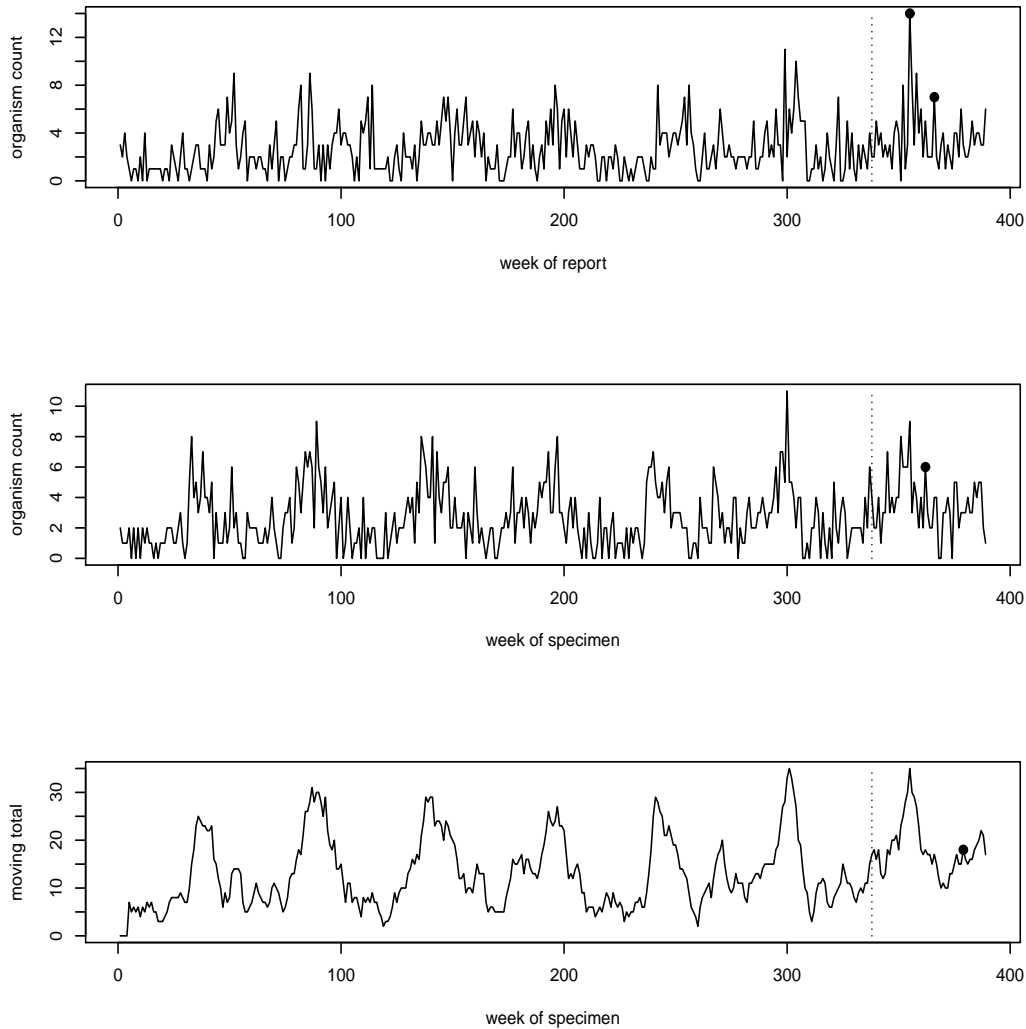 organism count
12
8
4
0
0 100 200 300 400
week of report
organism count
10
8
6
4
2
0
0 100 200 300 400
week of specimen
moving total
30
20
10
0
0 100 200 300 400
week of specimen